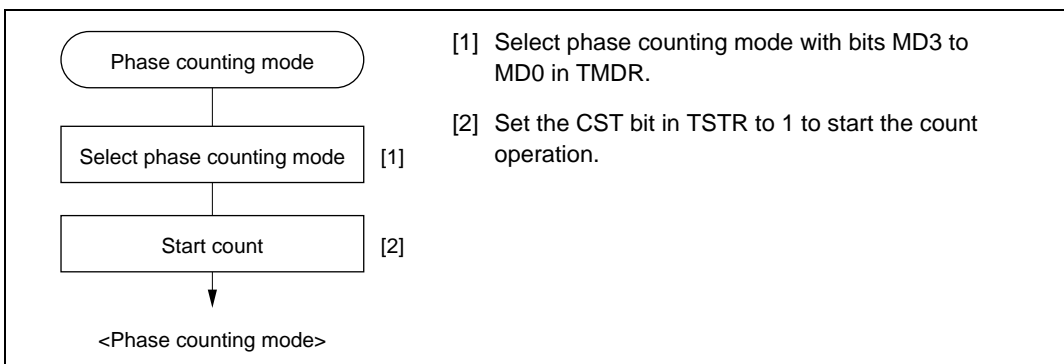 Phase counting mode
Select phase counting mode [1]
Start count [2]
<Phase counting mode>
[1] Select phase counting mode with bits MD3 to
MD0 in TMDR.
[2] Set the CST bit in TSTR to 1 to start the count
operation.